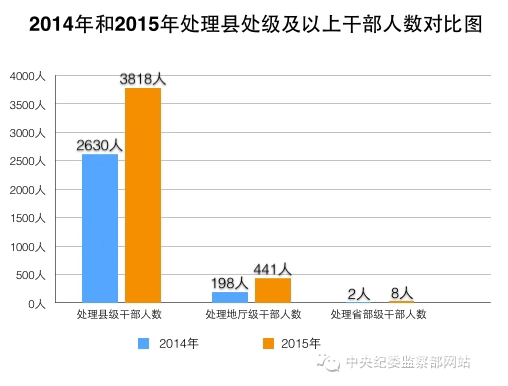 2014年和2015年处理县处级及以上干部人数对比图
4000人
3500人
3000人
2500人
2000人
1500人
1000人
500人
0人
2630人
3818人
198人
441人
2人
8人
处理县级干部人数
处理地厅级干部人数
处理省部级干部人数
2014年
2015年
中央纪委监察部网站